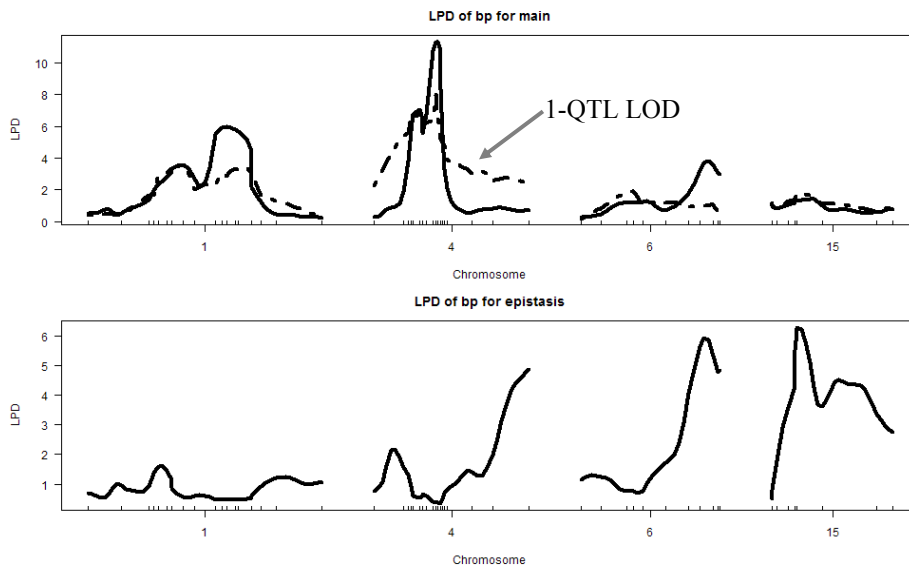 LPD of bp for main
10
8
6
4
2
0
LPD
1-QTL LOD
1 4 6 15
Chromosome
LPD of bp for epistasis
6
5
4
3
2
1
LPD
1 4 6 15
Chromosome